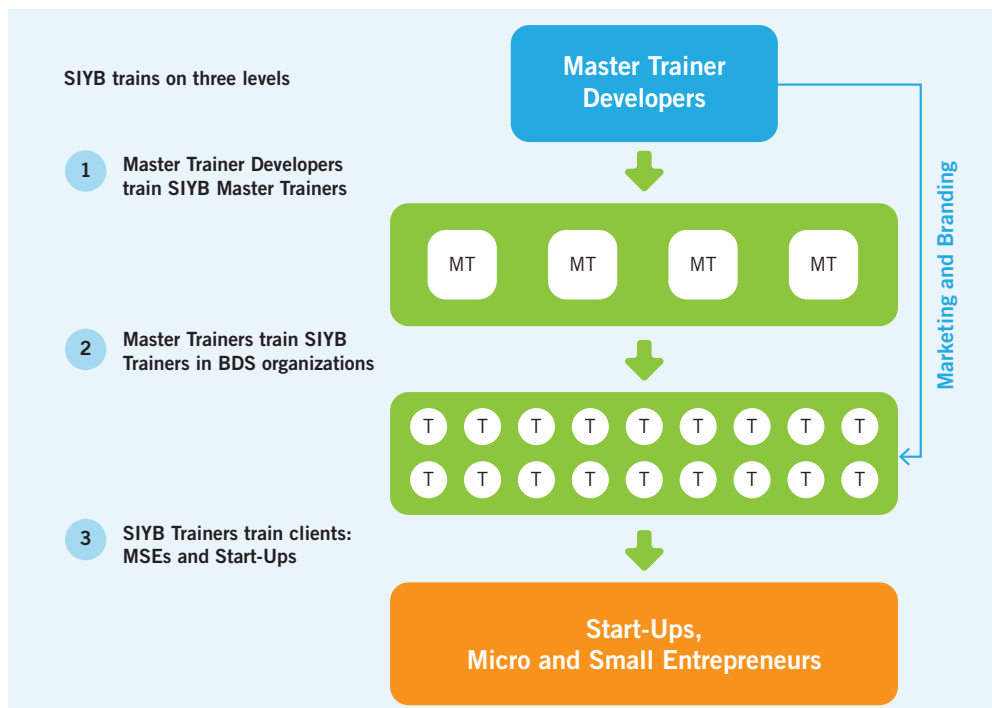 SIYB trains on three levels
Master Trainer
Developers
1
Master Trainer Developers
train SIYB Master Trainers
MT MT MT MT
Marketing and Branding
2
Master Trainers train SIYB
Trainers in BDS organizations
T T T T T T T T T
T T T T T T T T T
3
SIYB Trainers train clients:
MSEs and Start-Ups
Start-Ups,
Micro and Small Entrepreneurs